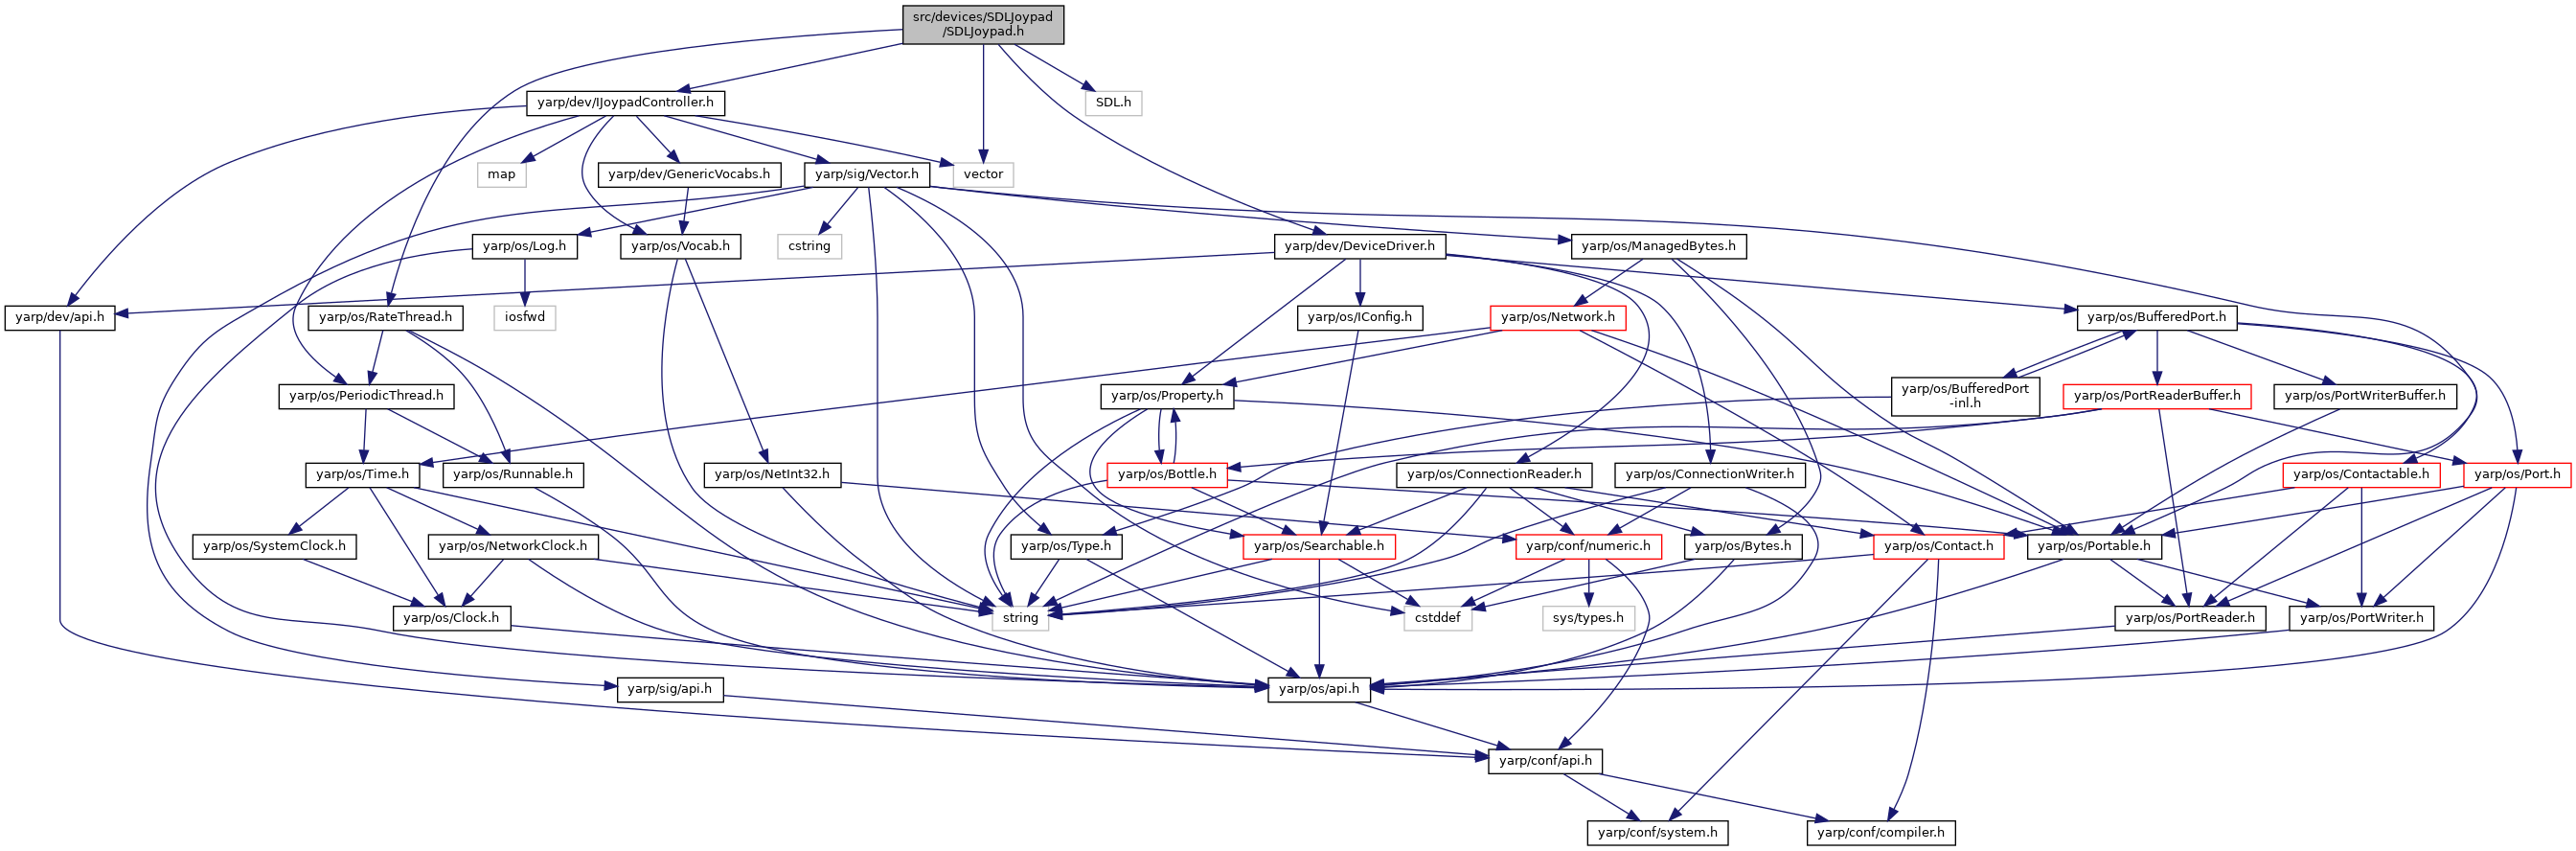 src/devices/SDLJoypad
/SDLJoypad.h
yarp/dev/IJoypadController.h
SDL.h
map
yarp/dev/GenericVocabs.h
yarp/sig/Vector.h
vector
yarp/os/Log.h
yarp/os/Vocab.h
cstring
yarp/dev/DeviceDriver.h
yarp/os/ManagedBytes.h
yarp/dev/api.h
yarp/os/RateThread.h
iosfwd
yarp/os/IConfig.h
yarp/os/Network.h
yarp/os/BufferedPort.h
yarp/os/PeriodicThread.h
yarp/os/Property.h
yarp/os/BufferedPort
-inl.h
yarp/os/PortReaderBuffer.h
yarp/os/PortWriterBuffer.h
yarp/os/Time.h
yarp/os/Runnable.h
yarp/os/NetInt32.h
yarp/os/Bottle.h
yarp/os/ConnectionReader.h
yarp/os/ConnectionWriter.h
yarp/os/Contactable.h
yarp/os/Port.h
yarp/os/SystemClock.h
yarp/os/NetworkClock.h
yarp/os/Type.h
yarp/os/Searchable.h
yarp/conf/numeric.h
yarp/os/Bytes.h
yarp/os/Contact.h
yarp/os/Portable.h
yarp/os/Clock.h
string
cstddef
sys/types.h
yarp/os/PortReader.h
yarp/os/PortWriter.h
yarp/sig/api.h
yarp/os/api.h
yarp/conf/api.h
yarp/conf/system.h
yarp/conf/compiler.h